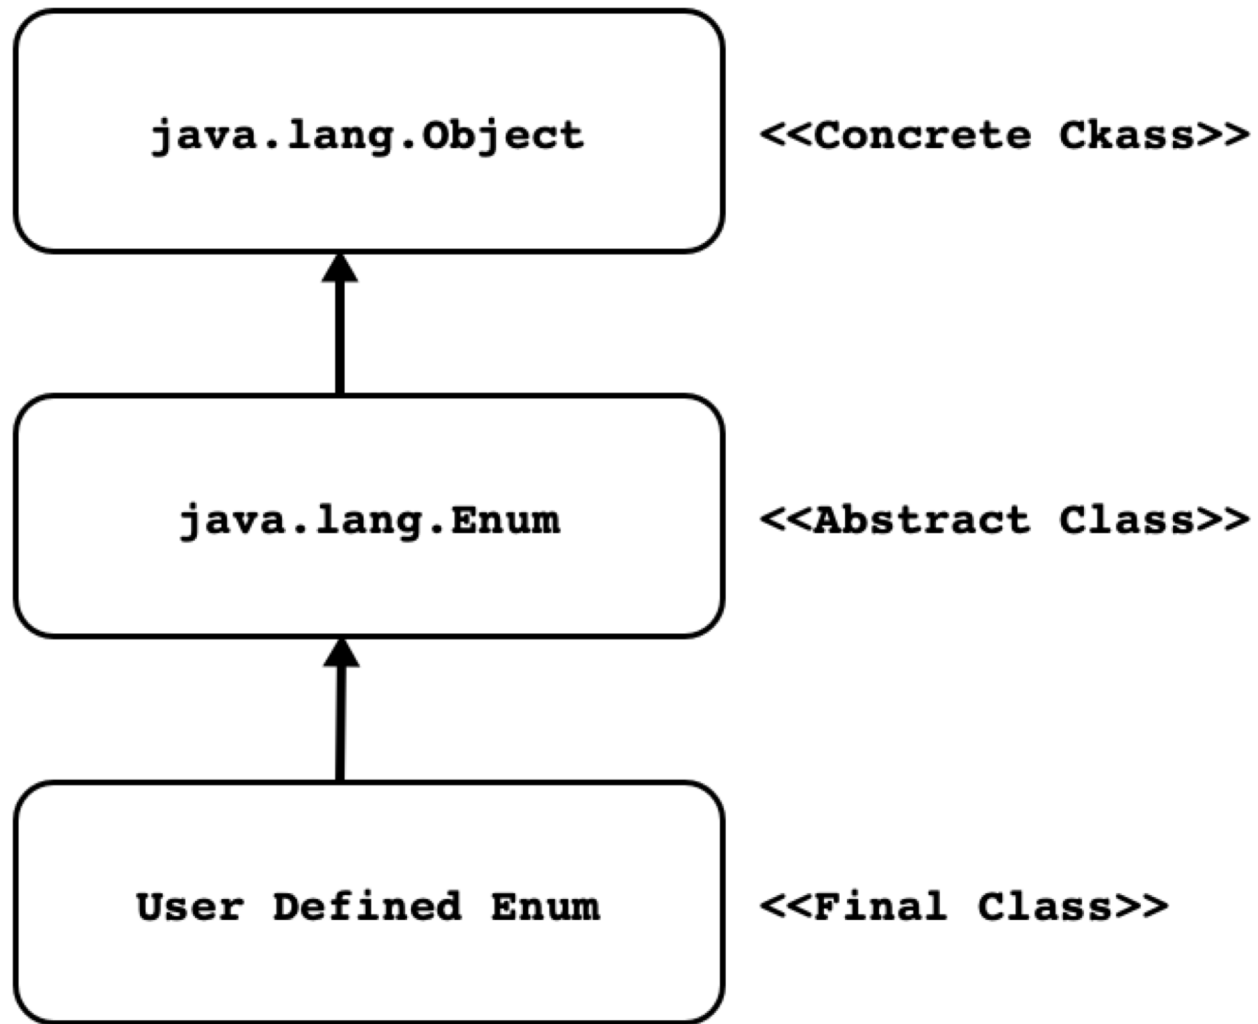 java.lang.Object <<Concrete Ckass>>
java.lang.Enum <<Abstract Class>>
User Defined Enum <<Final Class>>